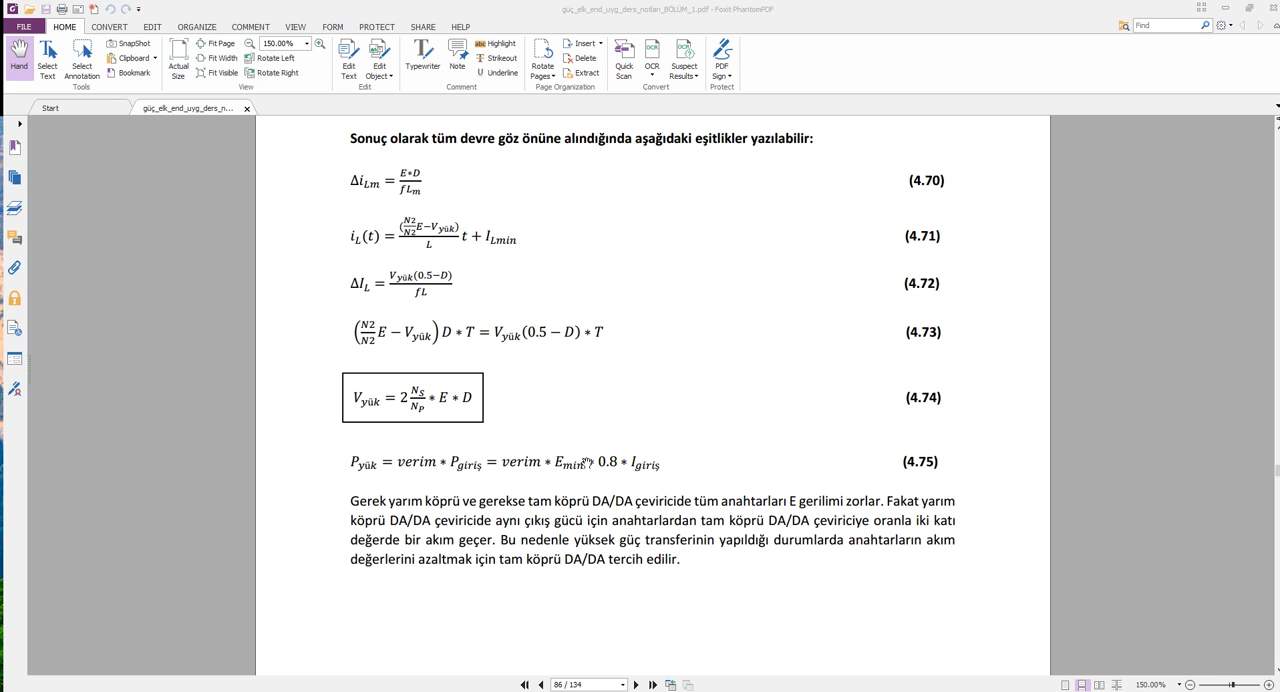 güç_elk_end_uyg_ders_notları_BÖLÜM_1.pdf - Foxit PhantomPDF
FILE HOME CONVERT EDIT ORGANIZE COMMENT VIEW FORM PROTECT SHARE HELP
Find
Hand
Select Text
Select Annotation
SnapShot
Clipboard
Bookmark
Tools
Actual Size
Fit Page
Fit Width
Fit Visible
150.00%
Rotate Left
Rotate Right
View
Edit Text
Edit Object
Edit
Typewriter
Note
Highlight
Strikeout
Underline
Comment
Rotate Pages
Insert
Delete
Extract
Page Organization
Quick Scan
OCR
Suspect Results
Convert
PDF Sign
Protect
Start
güç_elk_end_uyg_ders_n...
Sonuç olarak tüm devre göz önüne alındığında aşağıdaki eşitlikler yazılabilir:
Δi_Lm = E∗D / fL_m (4.70)
i_L(t) = (N2/N2 E−V_yük) / L t + I_Lmin (4.71)
ΔI_L = V_yük(0.5−D) / fL (4.72)
(N2/N2 E − V_yük) D ∗ T = V_yük(0.5 − D) ∗ T (4.73)
V_yük = 2 N_S/N_P ∗ E ∗ D (4.74)
P_yük = verim ∗ P_giriş = verim ∗ E_min ∗ 0.8 ∗ I_giriş (4.75)
Gerek yarım köprü ve gerekse tam köprü DA/DA çeviricide tüm anahtarları E gerilimi zorlar. Fakat yarım
köprü DA/DA çeviricide aynı çıkış gücü için anahtarlardan tam köprü DA/DA çeviriciye oranla iki katı
değerde bir akım geçer. Bu nedenle yüksek güç transferinin yapıldığı durumlarda anahtarların akım
değerlerini azaltmak için tam köprü DA/DA tercih edilir.
86 / 134
150.00%